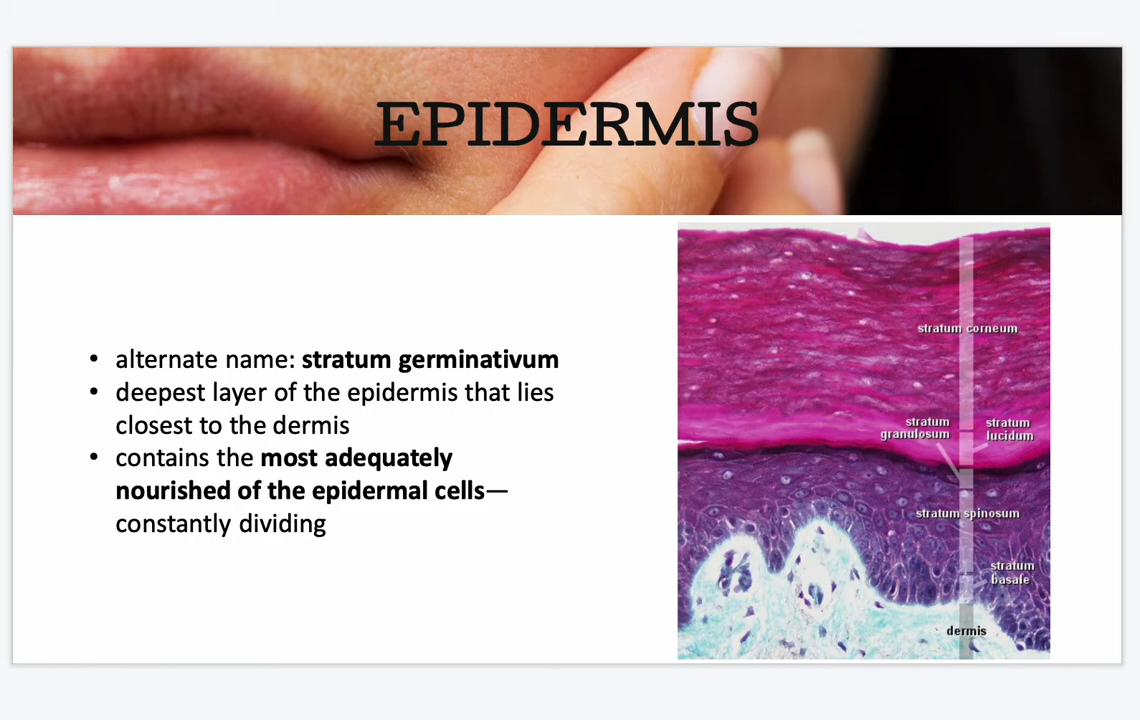 EPIDERMIS
• alternate name: stratum germinativum
• deepest layer of the epidermis that lies
closest to the dermis
• contains the most adequately
nourished of the epidermal cells—
constantly dividing
stratum corneum
stratum
granulosum
stratum
lucidum
stratum spinosum
stratum
basale
dermis